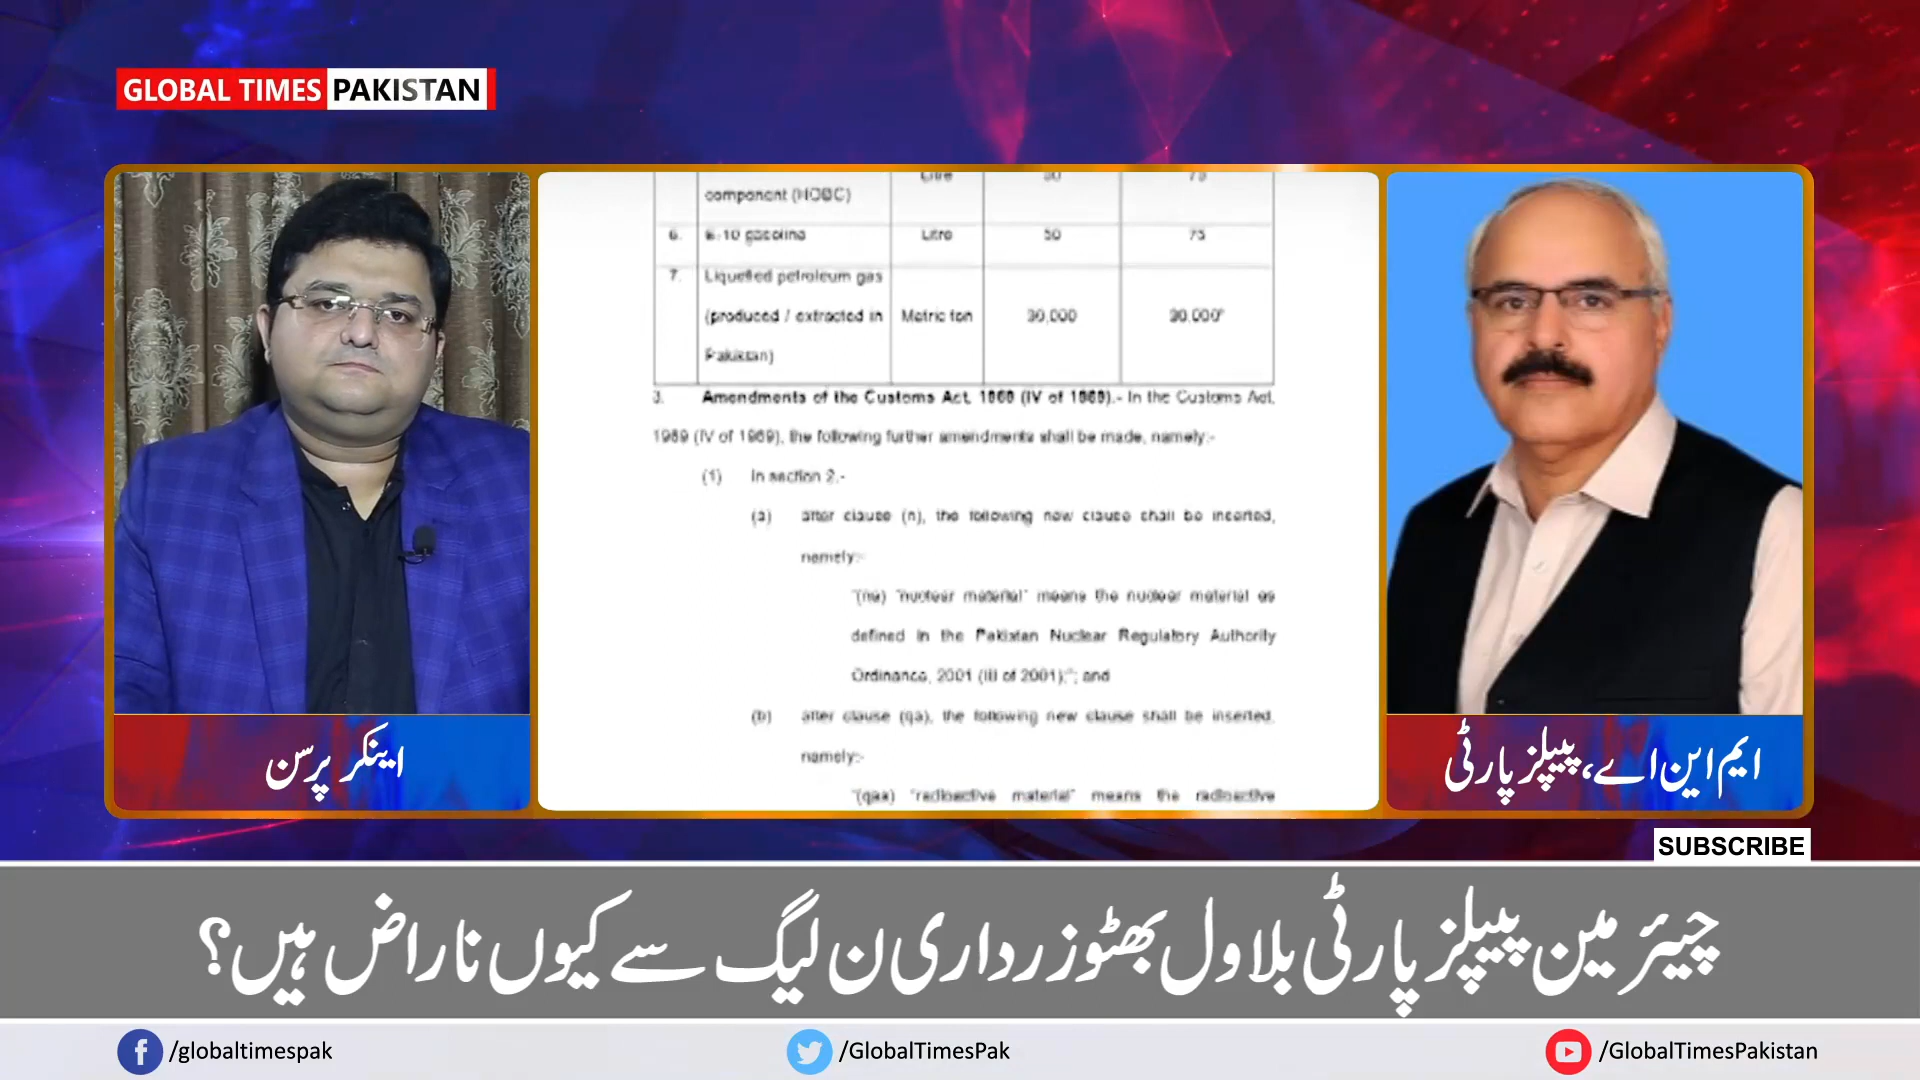 GLOBAL TIMES PAKISTAN
component (HOBC) Litre 50 75
6. E-10 gasoline Litre 50 75
7. Liquefied petroleum gas
(produced / extracted in Metric ton 30,000 30,000"
Pakistan)
3. Amendments of the Customs Act, 1969 (IV of 1969).- In the Customs Act,
1969 (IV of 1969), the following further amendments shall be made, namely:-
(1) In section 2,-
(a) after clause (n), the following new clause shall be inserted,
namely:-
"(na) "nuclear material" means the nuclear material as
defined in the Pakistan Nuclear Regulatory Authority
Ordinance, 2001 (III of 2001);"; and
(b) after clause (qa), the following new clause shall be inserted,
namely:-
"(qaa) "radioactive material" means the radioactive
اینکر پرسن
ایم این اے، پیپلز پارٹی
SUBSCRIBE
چیئر مین پیپلز پارٹی بلاول بھٹو زرداری ن لیگ سے کیوں ناراض ہیں؟
/globaltimespak
/GlobalTimesPak
/GlobalTimesPakistan